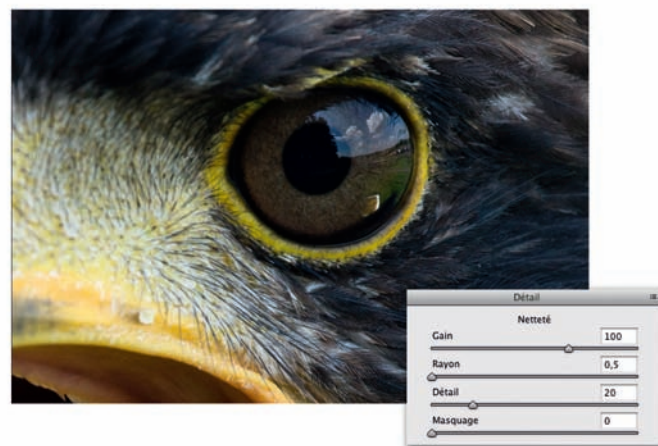 Détail
Netteté
Gain 100
Rayon 0,5
Détail 20
Masquage 0